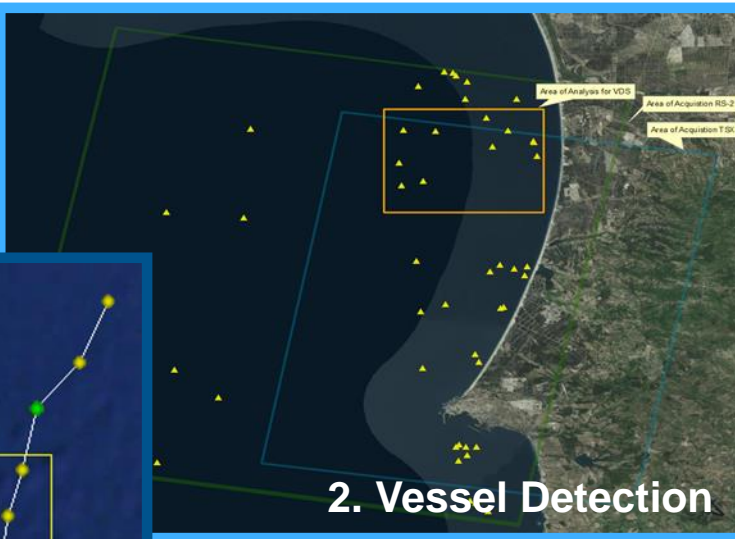 Area of Analysis for VDS
Area of Acquistion RS-2
Area of Acquistion TSX
2. Vessel Detection